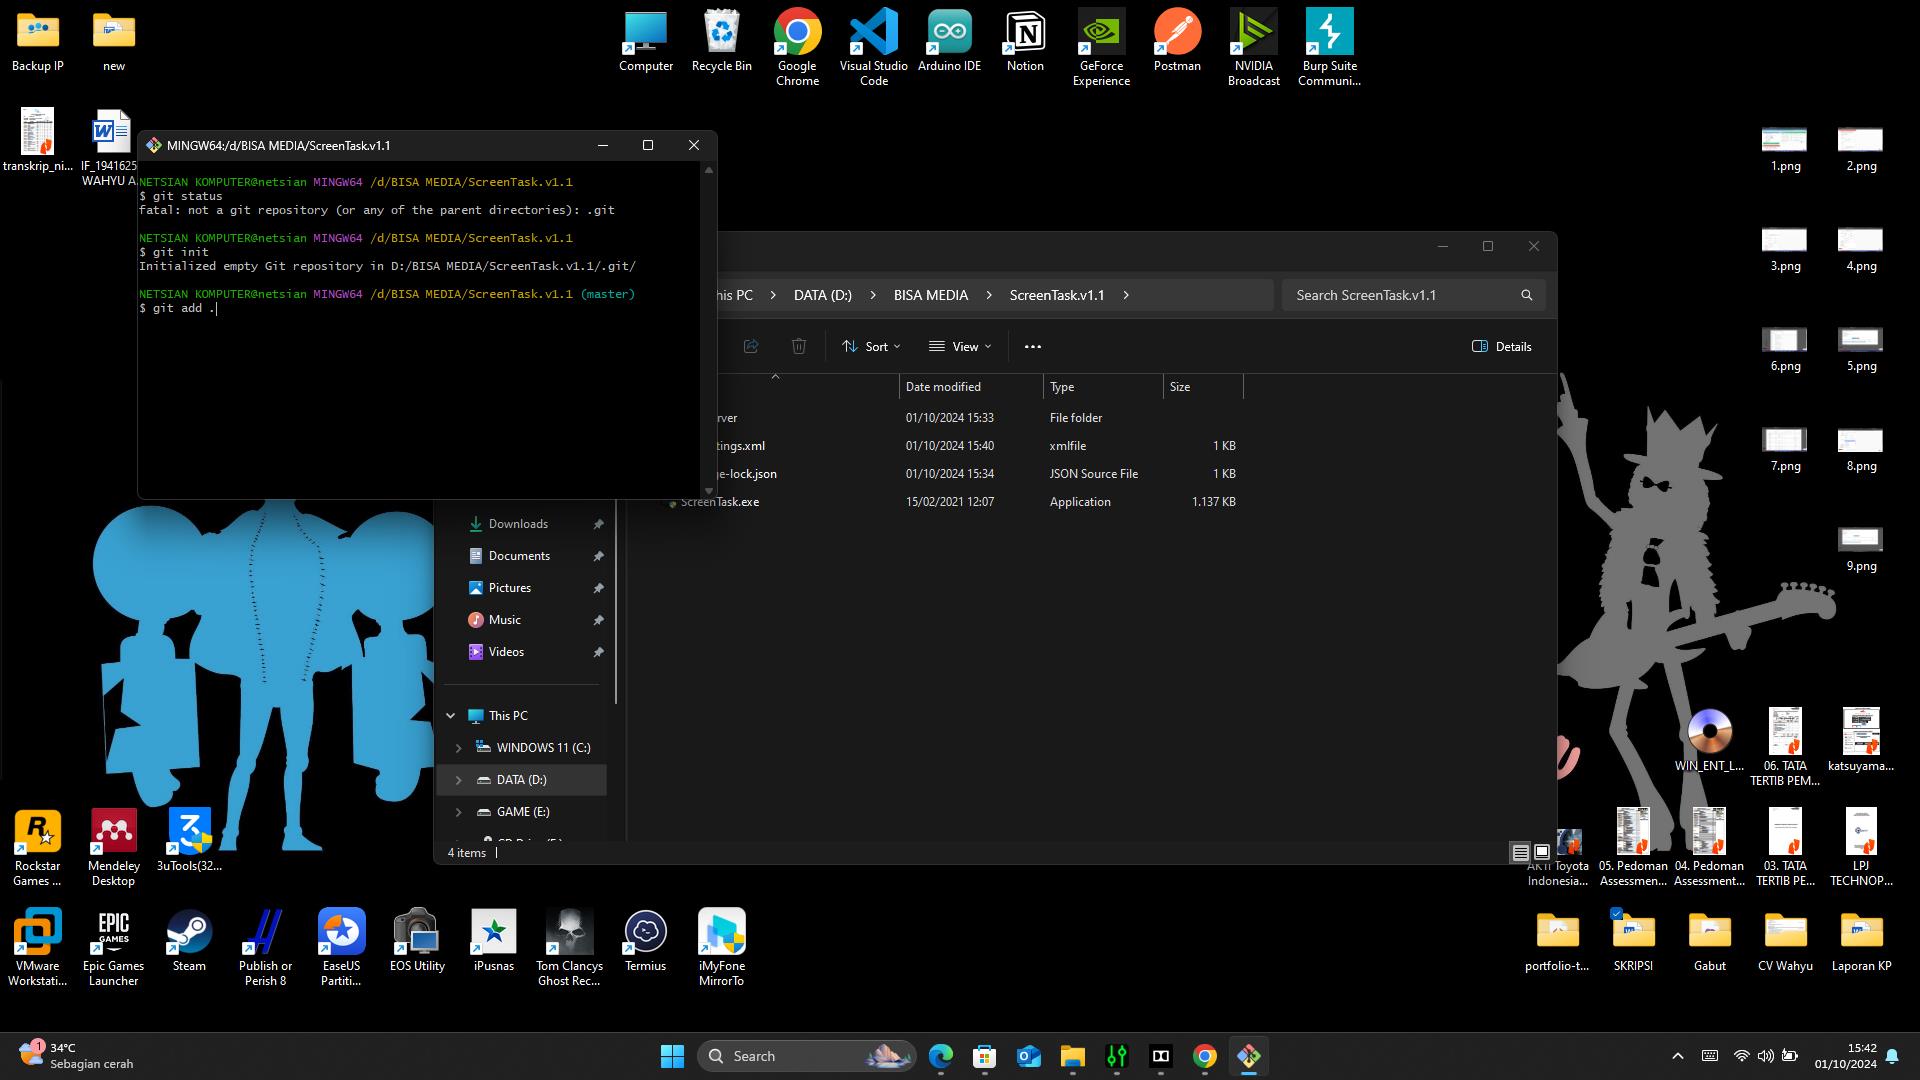 Backup IP
new
Computer
Recycle Bin
Google
Chrome
Visual Studio
Code
Arduino IDE
Notion
GeForce
Experience
Postman
NVIDIA
Broadcast
Burp Suite
Communi...
transkrip_ni...
IF_1941625
WAHYU A
MINGW64:/d/BISA MEDIA/ScreenTask.v1.1
NETSIAN KOMPUTER@netsian MINGW64 /d/BISA MEDIA/ScreenTask.v1.1
$ git status
fatal: not a git repository (or any of the parent directories): .git
NETSIAN KOMPUTER@netsian MINGW64 /d/BISA MEDIA/ScreenTask.v1.1
$ git init
Initialized empty Git repository in D:/BISA MEDIA/ScreenTask.v1.1/.git/
NETSIAN KOMPUTER@netsian MINGW64 /d/BISA MEDIA/ScreenTask.v1.1 (master)
$ git add .
his PC > DATA (D:) > BISA MEDIA > ScreenTask.v1.1 >
Search ScreenTask.v1.1
Sort
View
Details
Date modified Type Size
rver 01/10/2024 15:33 File folder
tings.xml 01/10/2024 15:40 xmlfile 1 KB
e-lock.json 01/10/2024 15:34 JSON Source File 1 KB
ScreenTask.exe 15/02/2021 12:07 Application 1.137 KB
Downloads
Documents
Pictures
Music
Videos
This PC
WINDOWS 11 (C:)
DATA (D:)
GAME (E:)
4 items
1.png
2.png
3.png
4.png
6.png
5.png
7.png
8.png
9.png
WIN_ENT_L...
06. TATA
TERTIB PEM...
katsuyama...
AKTI Toyota
Indonesia...
05. Pedoman
Assessmen...
04. Pedoman
Assessment...
03. TATA
TERTIB PE...
LPJ
TECHNOP...
portfolio-t...
SKRIPSI
Gabut
CV Wahyu
Laporan KP
Rockstar
Games ...
Mendeley
Desktop
3uTools(32...
VMware
Workstati...
EPIC
GAMES
Epic Games
Launcher
Steam
Publish or
Perish 8
EaseUS
Partiti...
EOS Utility
iPusnas
Tom Clancys
Ghost Rec...
Termius
iMyFone
MirrorTo
1
34°C
Sebagian cerah
Search
15:42
01/10/2024